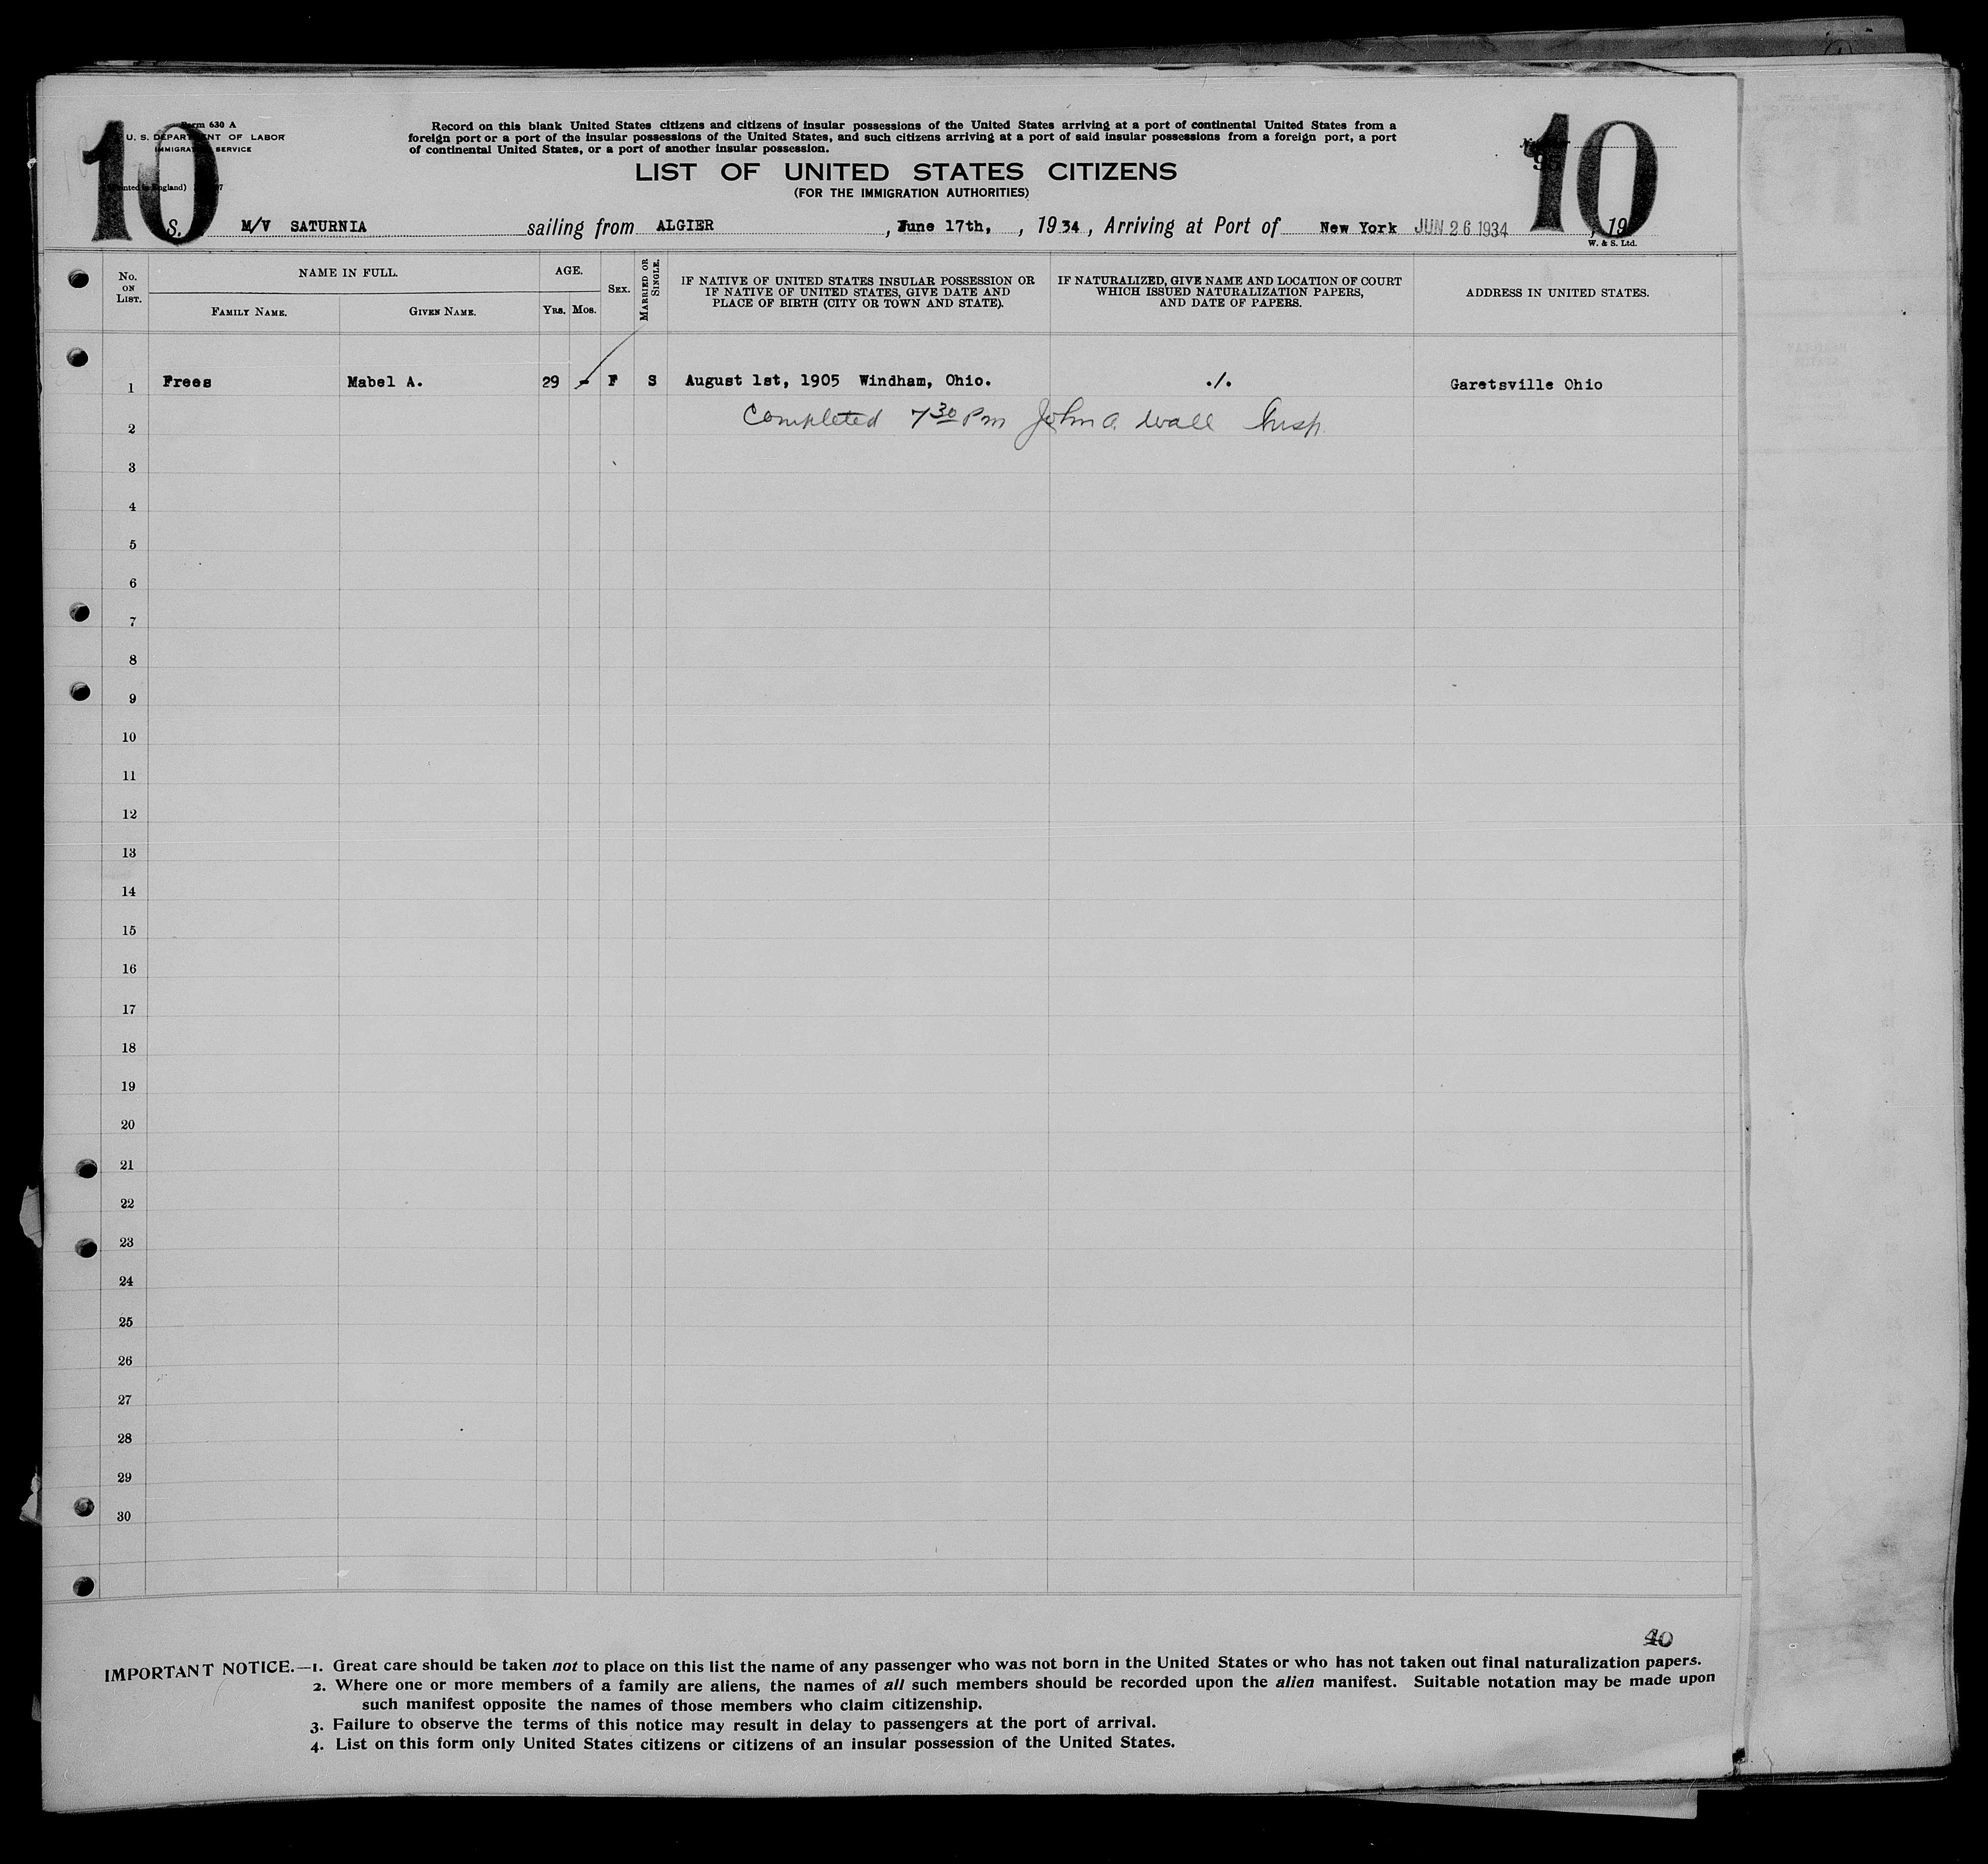 10
Form 630 A
U. S. DEPARTMENT OF LABOR
IMMIGRATION SERVICE
Record on this blank United States citizens and citizens of insular possessions of the United States arriving at a port of continental United States from a
foreign port or a port of the insular possessions of the United States, and such citizens arriving at a port of said insular possessions from a foreign port, a port
of continental United States, or a port of another insular possession.
10
LIST OF UNITED STATES CITIZENS
(FOR THE IMMIGRATION AUTHORITIES)
S. M/V SATURNIA sailing from ALGIER , June 17th, , 1934 , Arriving at Port of New York JUN 26 1934 , 19
W. & S. Ltd.
No. ON LIST.
NAME IN FULL.
FAMILY NAME.
GIVEN NAME.
AGE.
YRS. MOS.
SEX.
MARRIED OR SINGLE.
IF NATIVE OF UNITED STATES INSULAR POSSESSION OR
IF NATIVE OF UNITED STATES, GIVE DATE AND
PLACE OF BIRTH (CITY OR TOWN AND STATE).
IF NATURALIZED, GIVE NAME AND LOCATION OF COURT
WHICH ISSUED NATURALIZATION PAPERS,
AND DATE OF PAPERS.
ADDRESS IN UNITED STATES.
1 Frees Mabel A. 29 - F S August 1st, 1905 Windham, Ohio. ./. Garetsville Ohio
Completed 7 30 Pm John A. Wall Insp.
2
3
4
5
6
7
8
9
10
11
12
13
14
15
16
17
18
19
20
21
22
23
24
25
26
27
28
29
30
40
IMPORTANT NOTICE.—1. Great care should be taken not to place on this list the name of any passenger who was not born in the United States or who has not taken out final naturalization papers.
2. Where one or more members of a family are aliens, the names of all such members should be recorded upon the alien manifest. Suitable notation may be made upon
such manifest opposite the names of those members who claim citizenship.
3. Failure to observe the terms of this notice may result in delay to passengers at the port of arrival.
4. List on this form only United States citizens or citizens of an insular possession of the United States.